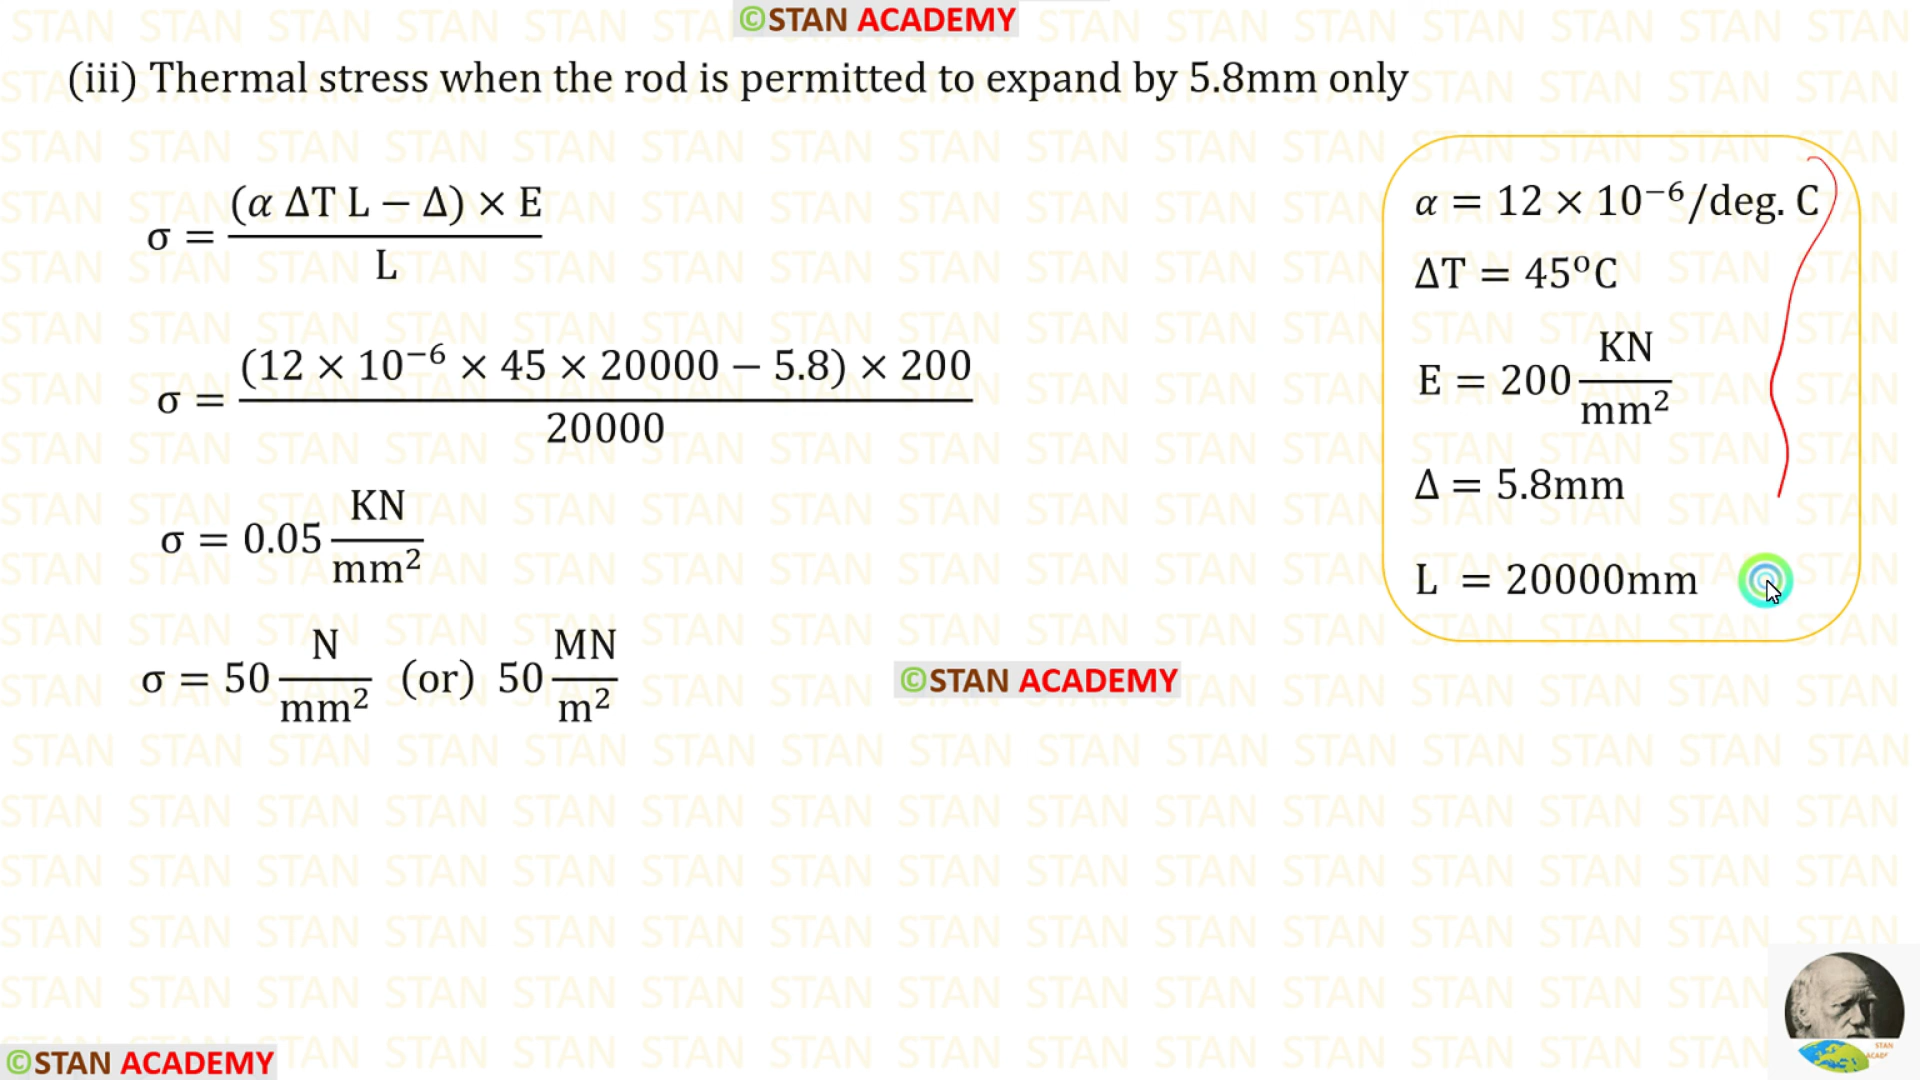 ©STAN ACADEMY
(iii) Thermal stress when the rod is permitted to expand by 5.8mm only
σ = (α ΔT L − Δ) × E / L
σ = (12 × 10⁻⁶ × 45 × 20000 − 5.8) × 200 / 20000
σ = 0.05 KN/mm²
σ = 50 N/mm² (or) 50 MN/m²
α = 12 × 10⁻⁶/deg. C
ΔT = 45°C
E = 200 KN/mm²
Δ = 5.8mm
L = 20000mm
©STAN ACADEMY
©STAN ACADEMY